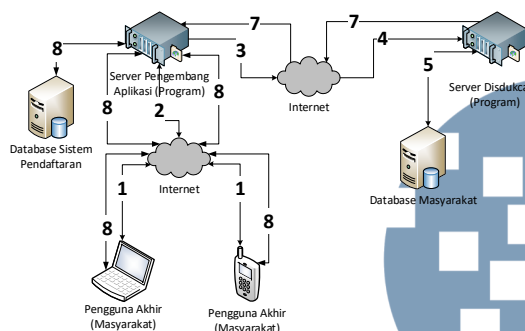 7
7
8
3
4
Server Pengembang
Aplikasi (Program)
8
8
2
Internet
5
Server Disdukca
(Program)
Database Sistem
Pendaftaran
Internet
Database Masyarakat
1
1
8
8
Pengguna Akhir
(Masyarakat)
Pengguna Akhir
(Masyarakat)